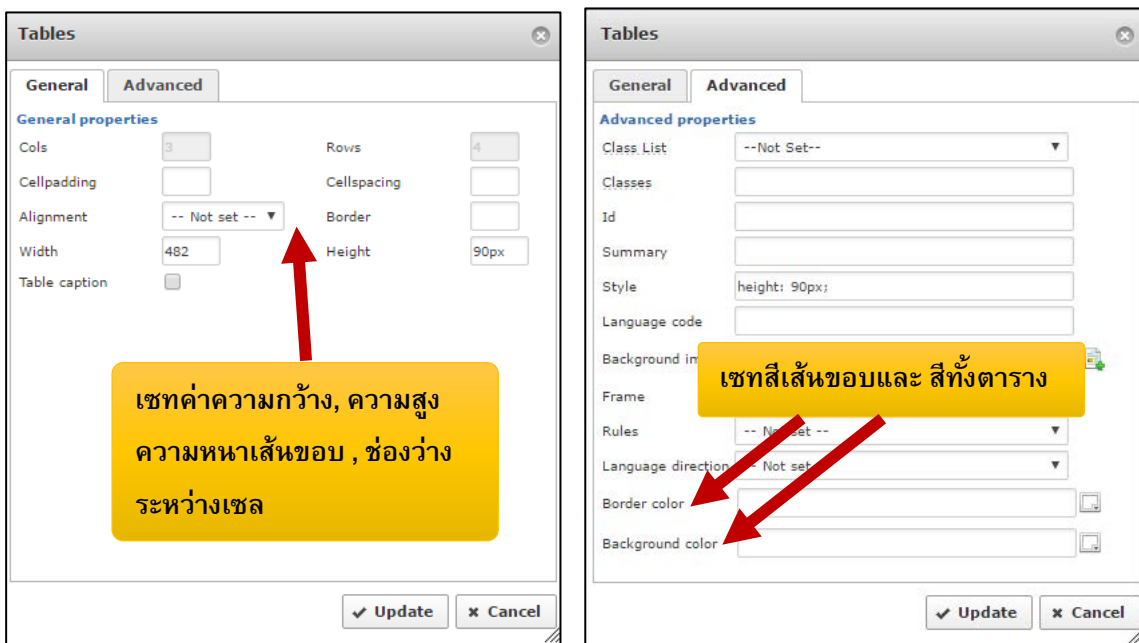 Tables
General Advanced
General properties
Cols 3 Rows 4
Cellpadding Cellspacing
Alignment -- Not set -- Border
Width 482 Height 90px
Table caption
เซทค่าความกว้าง, ความสูง
ความหนาเส้นขอบ , ช่องว่าง
ระหว่างเซล
Update Cancel
Tables
General Advanced
Advanced properties
Class List --Not Set--
Classes
Id
Summary
Style height: 90px;
Language code
Background
เซทสีเส้นขอบและ สีทั้งตาราง
Frame
Rules -- Not set --
Language direction -- Not set
Border color
Background color
Update Cancel